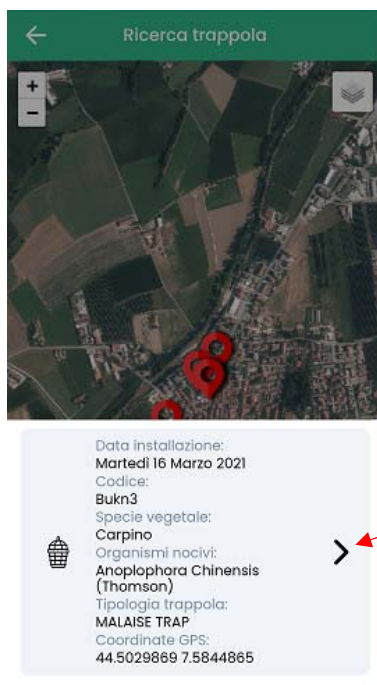 Ricerca trappola
+
−
Data installazione:
Martedì 16 Marzo 2021
Codice:
Bukn3
Specie vegetale:
Carpino
Organismi nocivi:
Anoplophora Chinensis
(Thomson)
Tipologia trappola:
MALAISE TRAP
Coordinate GPS:
44.5029869 7.5844865